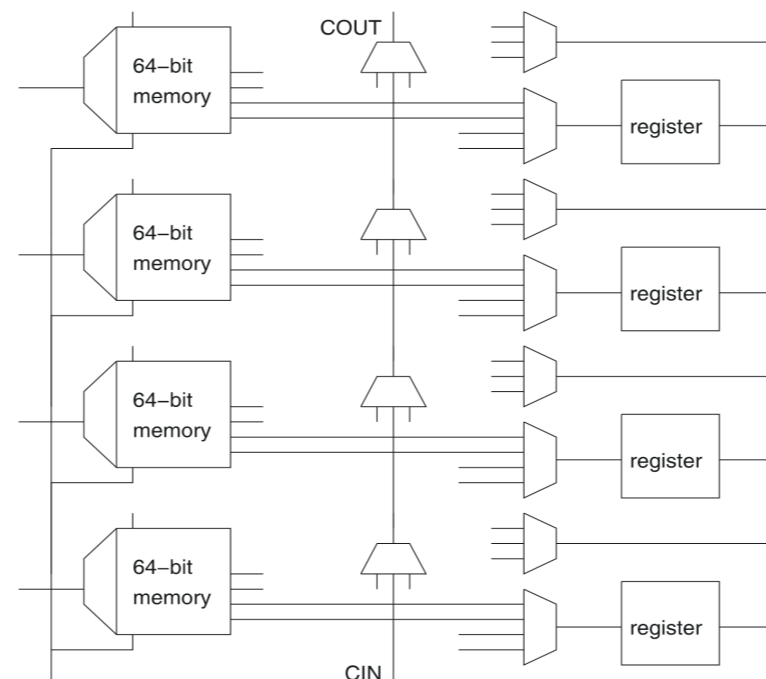 COUT
64–bit
memory
register
64–bit
memory
register
64–bit
memory
register
64–bit
memory
register
CIN